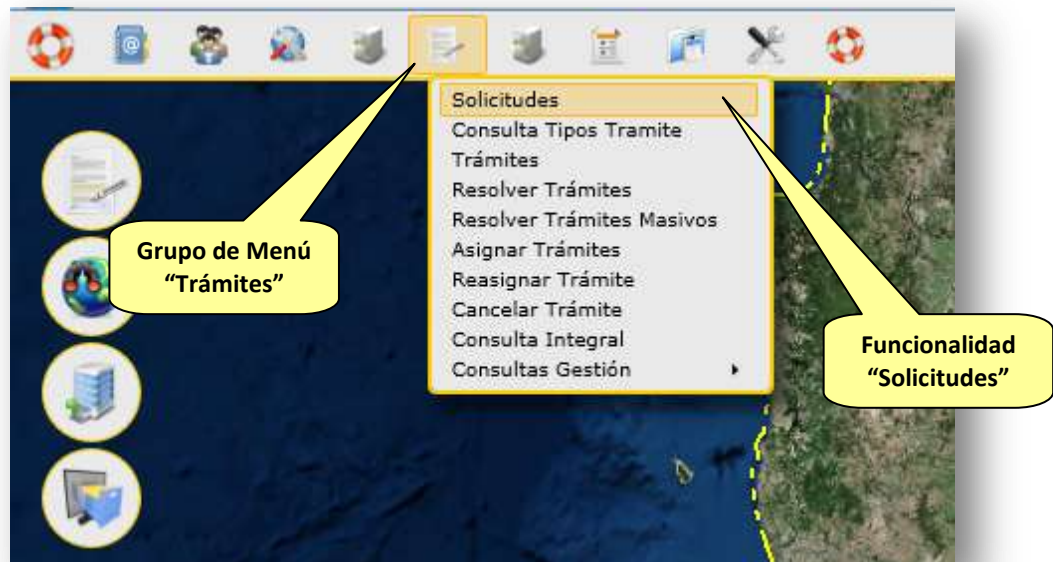 Solicitudes
Consulta Tipos Tramite
Trámites
Resolver Trámites
Resolver Trámites Masivos
Asignar Trámites
Reasignar Trámite
Cancelar Trámite
Consulta Integral
Consultas Gestión
Grupo de Menú
“Trámites”
Funcionalidad
“Solicitudes”